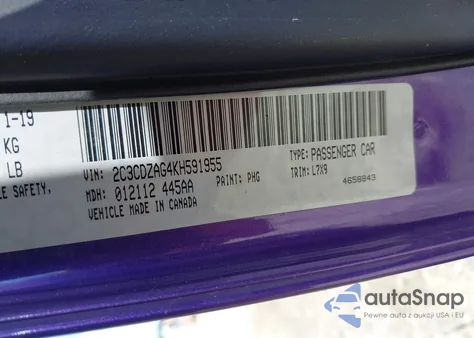 1-19
KG
LB
LE SAFETY,
VIN: 2C3CDZAG4KH591955
TYPE: PASSENGER CAR
MDH: 012112 445AA
PAINT: PHG
TRIM: L7X9
VEHICLE MADE IN CANADA
4658843
autoSnap
Pewne auta z aukcji USA i EU